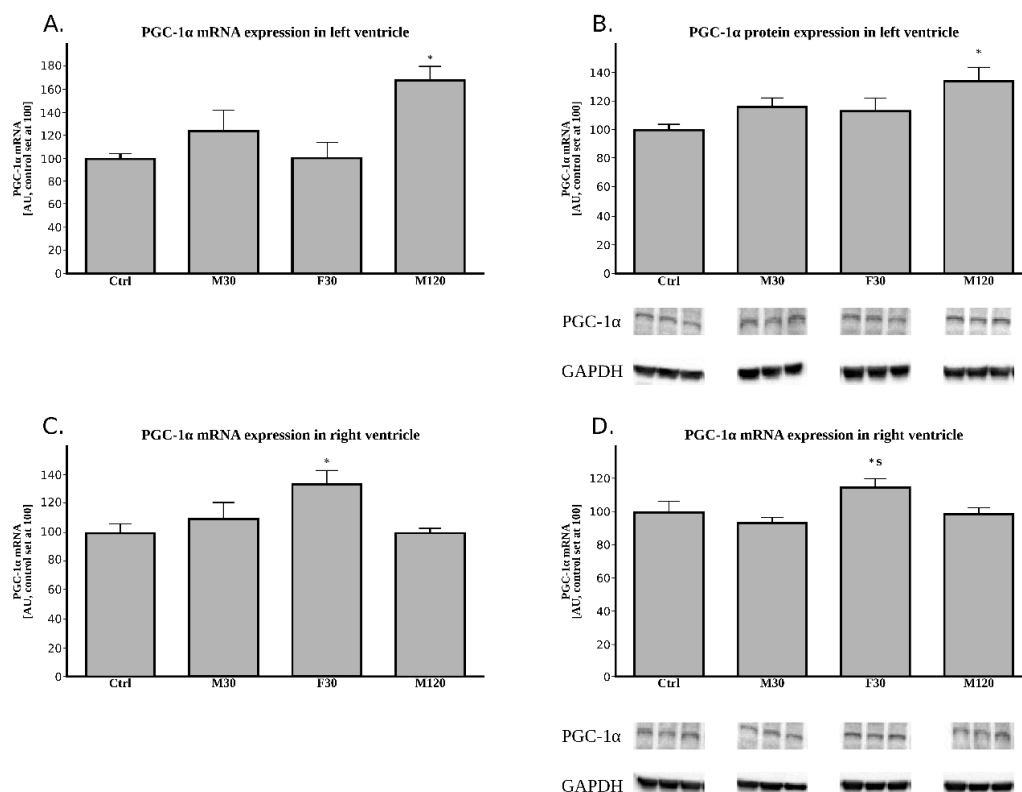 A.
PGC-1α mRNA expression in left ventricle
PGC-1α mRNA
[AU, control set at 100]
180
160
140
120
100
80
60
40
20
0
*
Ctrl M30 F30 M120
B.
PGC-1α protein expression in left ventricle
PGC-1α mRNA
[AU, control set at 100]
140
120
100
80
60
40
20
0
*
Ctrl M30 F30 M120
PGC-1α
GAPDH
C.
PGC-1α mRNA expression in right ventricle
PGC-1α mRNA
[AU, control set at 100]
140
120
100
80
60
40
20
0
*
Ctrl M30 F30 M120
D.
PGC-1α mRNA expression in right ventricle
PGC-1α mRNA
[AU, control set at 100]
120
100
80
60
40
20
0
*s
Ctrl M30 F30 M120
PGC-1α
GAPDH